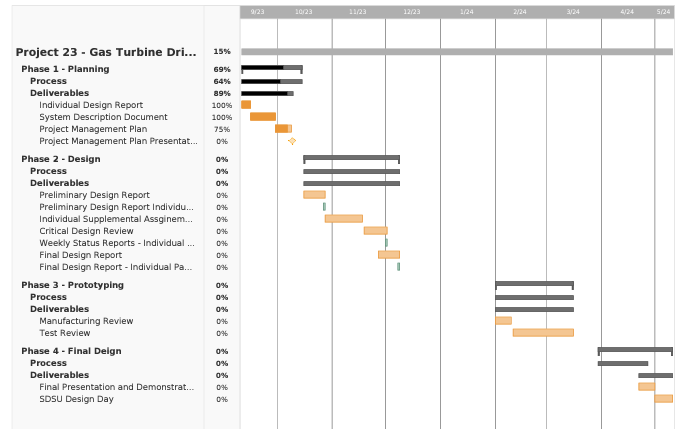 9/23 10/23 11/23 12/23 1/24 2/24 3/24 4/24 5/24
Project 23 - Gas Turbine Dri... 15%
Phase 1 - Planning 69%
Process 64%
Deliverables 89%
Individual Design Report 100%
System Description Document 100%
Project Management Plan 75%
Project Management Plan Presentat... 0%
Phase 2 - Design 0%
Process 0%
Deliverables 0%
Preliminary Design Report 0%
Preliminary Design Report Individu... 0%
Individual Supplemental Assginem... 0%
Critical Design Review 0%
Weekly Status Reports - Individual ... 0%
Final Design Report 0%
Final Design Report - Individual Pa... 0%
Phase 3 - Prototyping 0%
Process 0%
Deliverables 0%
Manufacturing Review 0%
Test Review 0%
Phase 4 - Final Deign 0%
Process 0%
Deliverables 0%
Final Presentation and Demonstrat... 0%
SDSU Design Day 0%